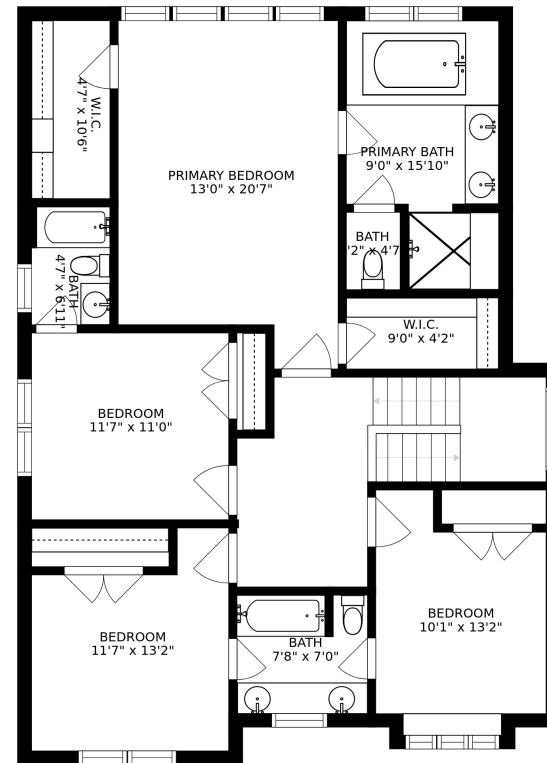 W.I.C.
4'7" x 10'6"
PRIMARY BEDROOM
13'0" x 20'7"
PRIMARY BATH
9'0" x 15'10"
BATH
'2" x 4'7
BATH
4'7" x 6'11"
W.I.C.
9'0" x 4'2"
BEDROOM
11'7" x 11'0"
BEDROOM
10'1" x 13'2"
BEDROOM
11'7" x 13'2"
BATH
7'8" x 7'0"